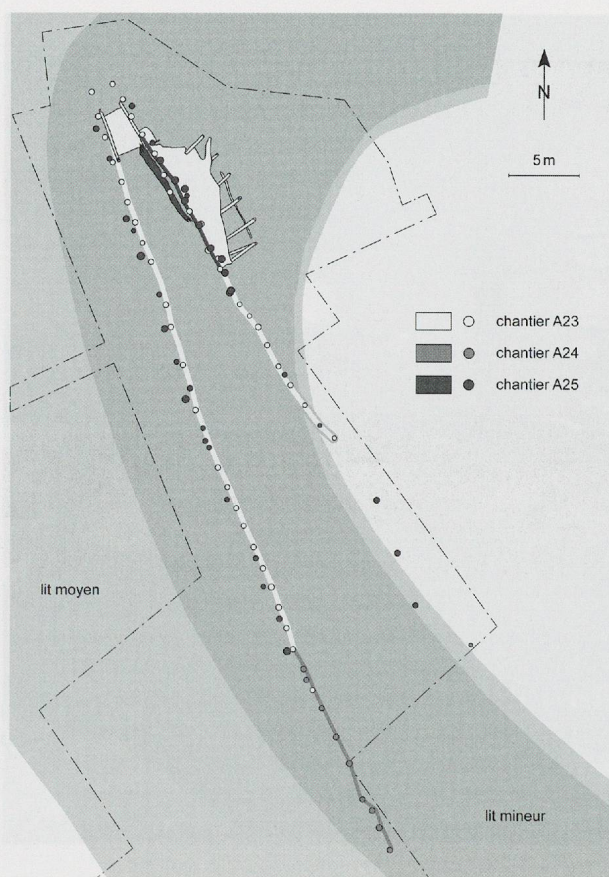 N
5 m
chantier A23
chantier A24
chantier A25
lit moyen
lit mineur